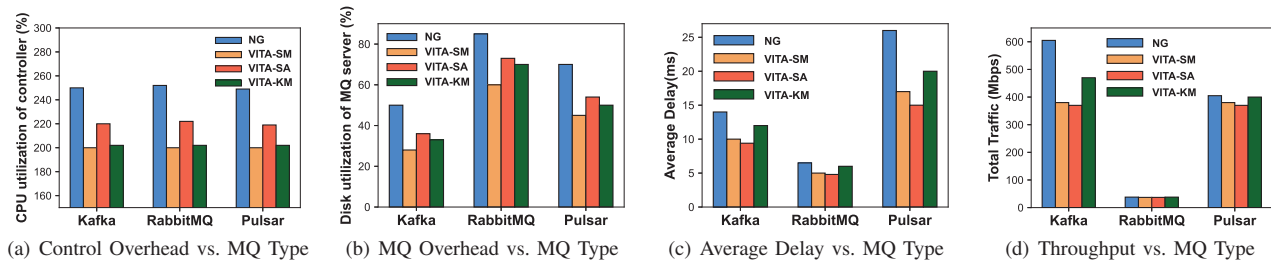 CPU utilization of controller (%)
300
280
260
240
220
200
180
160
NG
VITA-SM
VITA-SA
VITA-KM
Kafka RabbitMQ Pulsar
(a) Control Overhead vs. MQ Type
Disk utilization of MQ server (%)
80
60
40
20
0
NG
VITA-SM
VITA-SA
VITA-KM
Kafka RabbitMQ Pulsar
(b) MQ Overhead vs. MQ Type
Average Delay(ms)
25
20
15
10
5
0
NG
VITA-SM
VITA-SA
VITA-KM
Kafka RabbitMQ Pulsar
(c) Average Delay vs. MQ Type
Total Traffic (Mbps)
600
500
400
300
200
100
0
NG
VITA-SM
VITA-SA
VITA-KM
Kafka RabbitMQ Pulsar
(d) Throughput vs. MQ Type